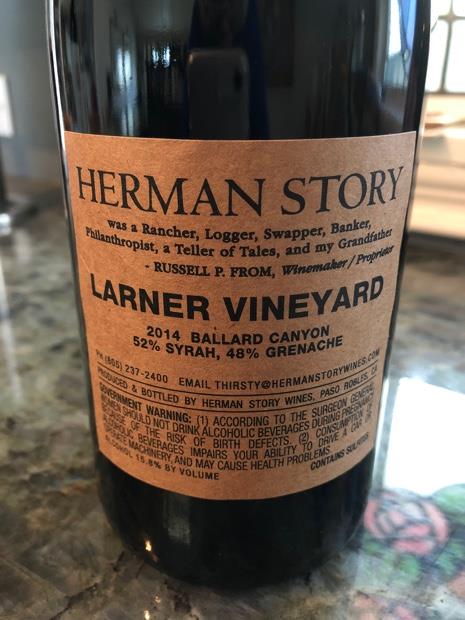 HERMAN STORY
was a Rancher, Logger, Swapper, Banker,
Philanthropist, a Teller of Tales, and my Grandfather
- RUSSELL P. FROM, Winemaker / Proprietor
LARNER VINEYARD
2014 BALLARD CANYON
52% SYRAH, 48% GRENACHE
PH (805) 237-2400 EMAIL THIRSTY@HERMANSTORYWINES.COM
PRODUCED & BOTTLED BY HERMAN STORY WINES, PASO ROBLES, CA
GOVERNMENT WARNING: (1) ACCORDING TO THE SURGEON GENERAL,
WOMEN SHOULD NOT DRINK ALCOHOLIC BEVERAGES DURING PREGNANCY
BECAUSE OF THE RISK OF BIRTH DEFECTS. (2) CONSUMPTION OF
ALCOHOLIC BEVERAGES IMPAIRS YOUR ABILITY TO DRIVE A CAR OR
OPERATE MACHINERY, AND MAY CAUSE HEALTH PROBLEMS.
ALCOHOL 15.8% BY VOLUME CONTAINS SULFITES